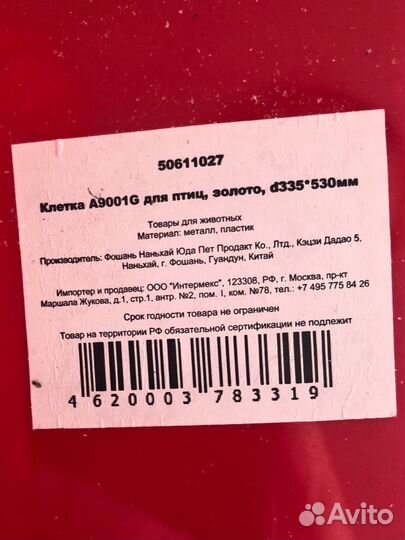 50611027
Клетка A9001G для птиц, золото, d335*530мм
Товары для животных
Материал: металл, пластик
Производитель: Фошань Наньхай Юда Пет Продакт Ко., Лтд., Кэцзи Дадао 5,
Наньхай, г. Фошань, Гуандун, Китай
Импортер и продавец: ООО "Интермекс", 123308, РФ, г. Москва, пр-кт
Маршала Жукова, д.1, стр.1, антр. №2, пом. I, ком. №78, тел.: +7 495 775 84 26
Срок годности товара не ограничен
Товар на территории РФ обязательной сертификации не подлежит
4 620003 783319
Avito